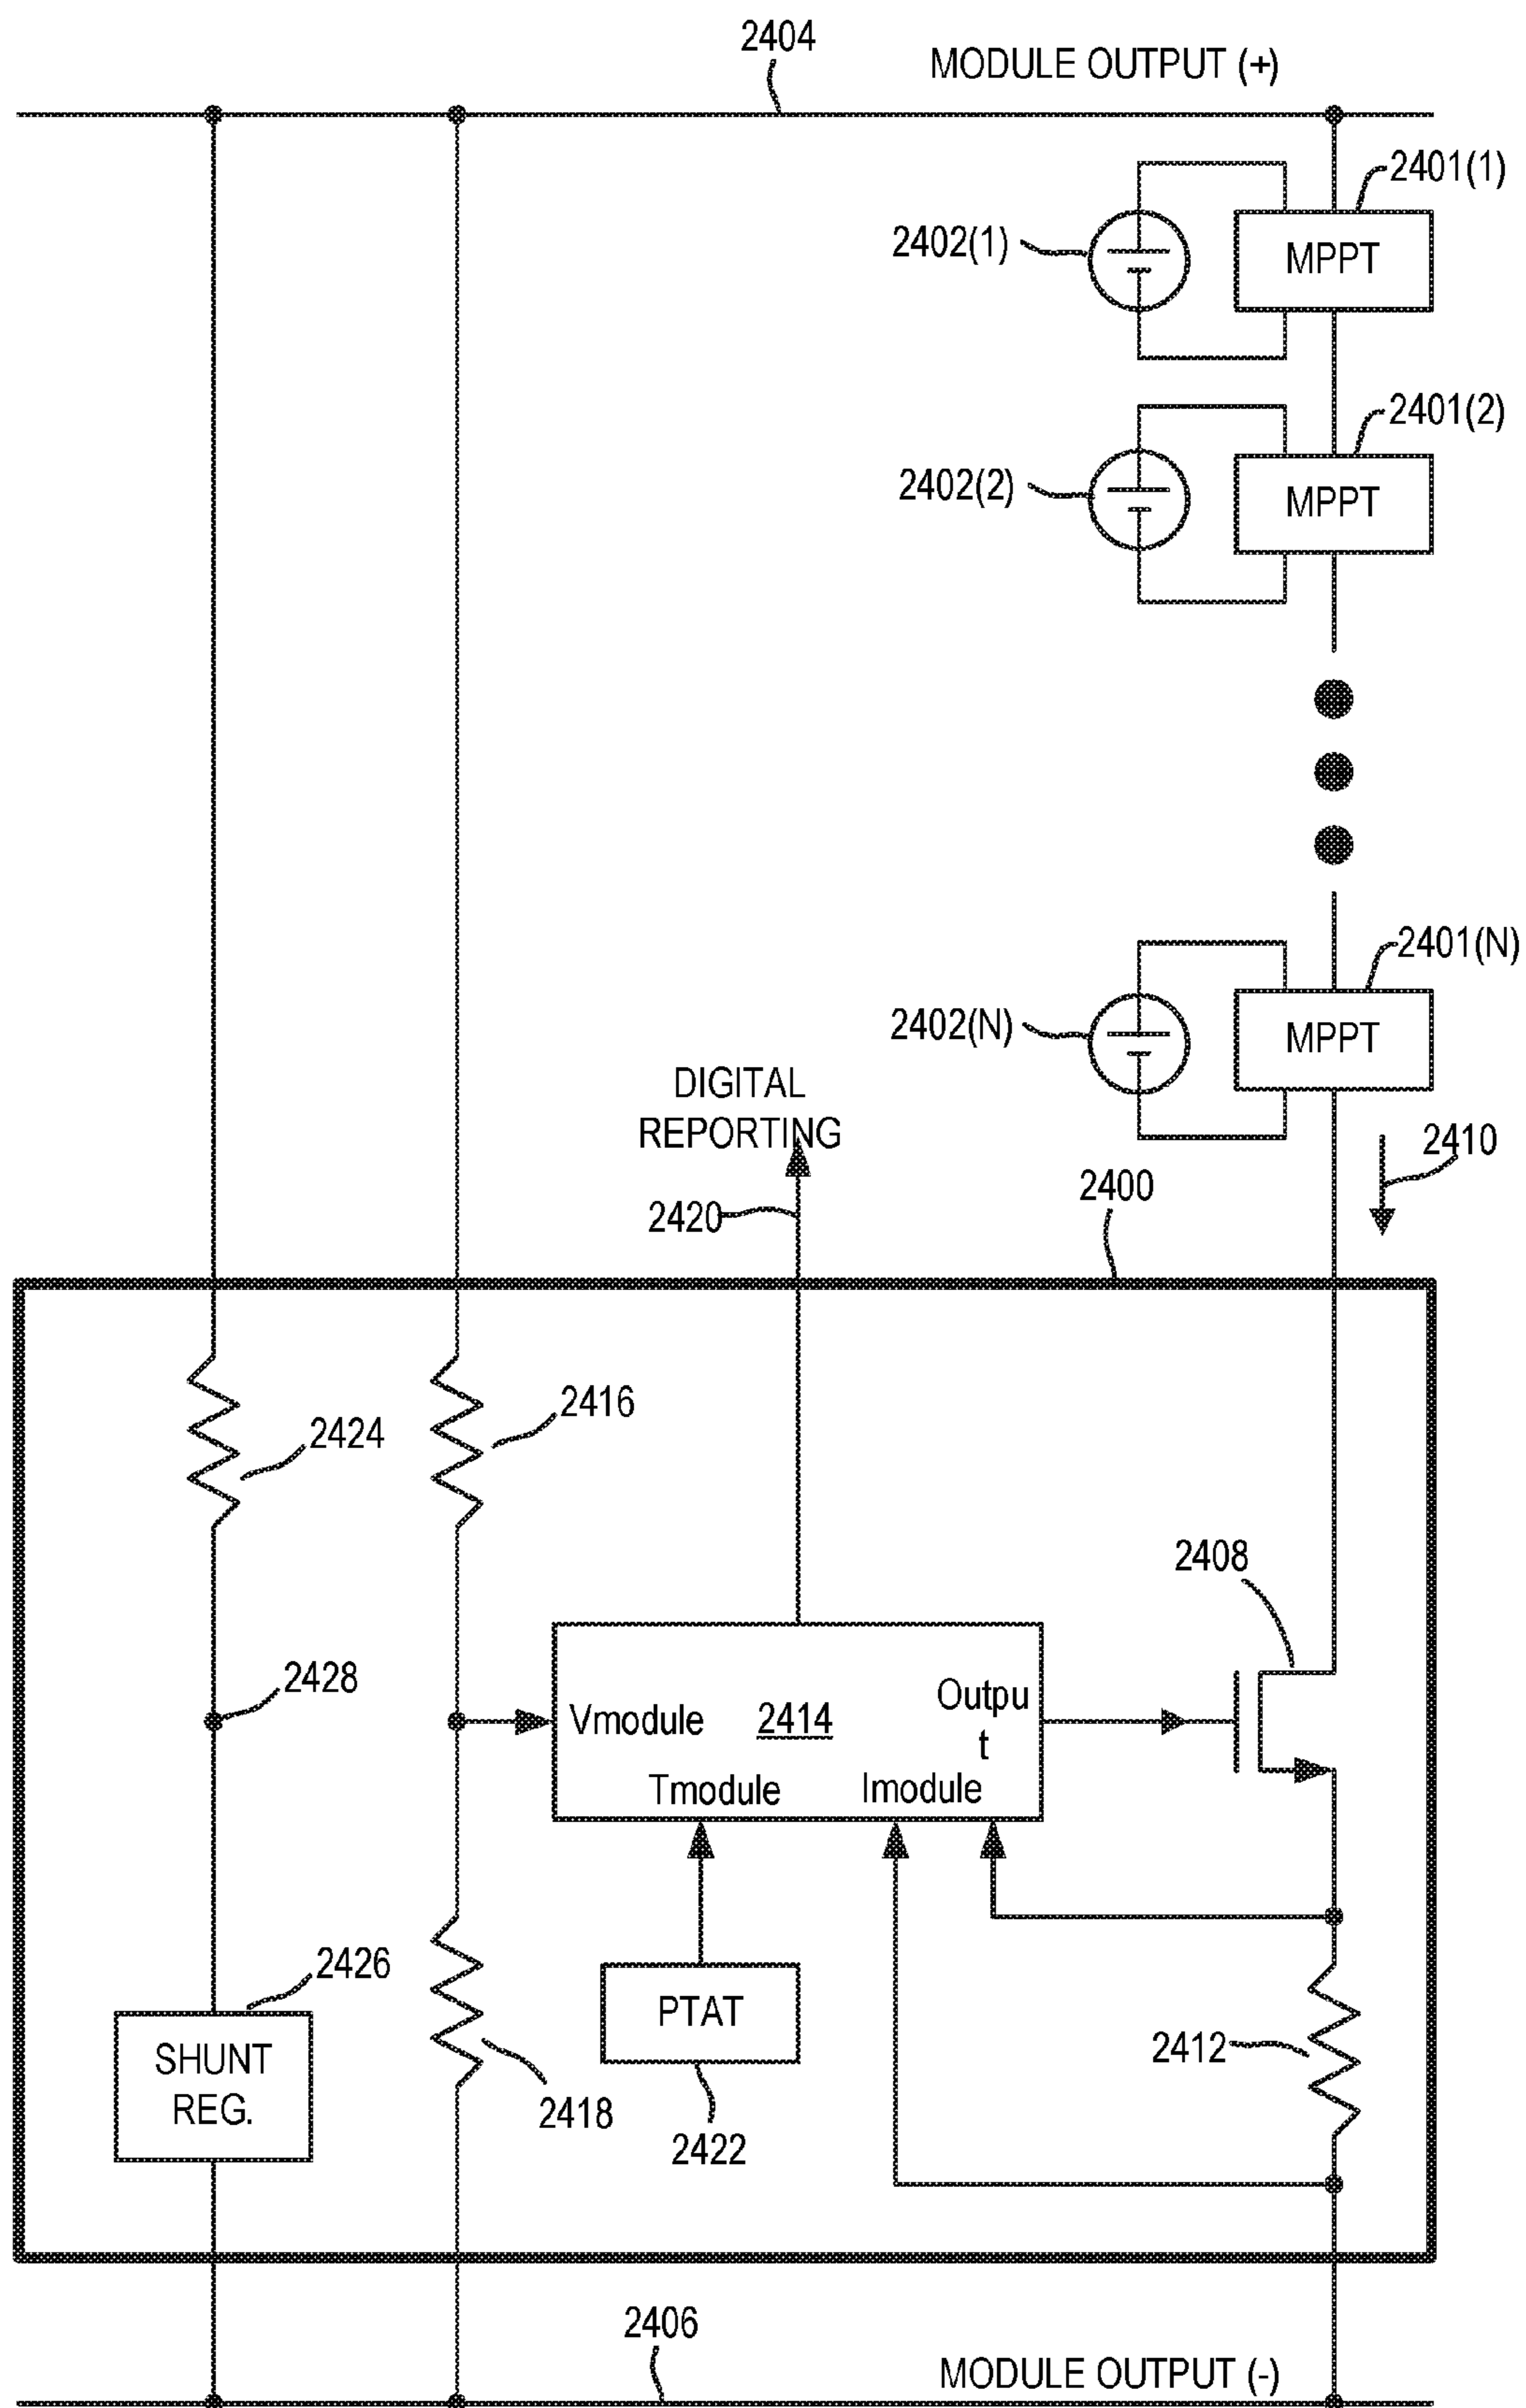 2404
MODULE OUTPUT (+)
2401(1)
2402(1)
MPPT
2401(2)
2402(2)
MPPT
2401(N)
2402(N)
MPPT
DIGITAL
REPORTING
2410
2400
2420
2416
2424
2408
2428
Outpu
t
Vmodule
2414
Tmodule
Imodule
2426
PTAT
2412
SHUNT
REG.
2418
2422
2406
MODULE OUTPUT (-)